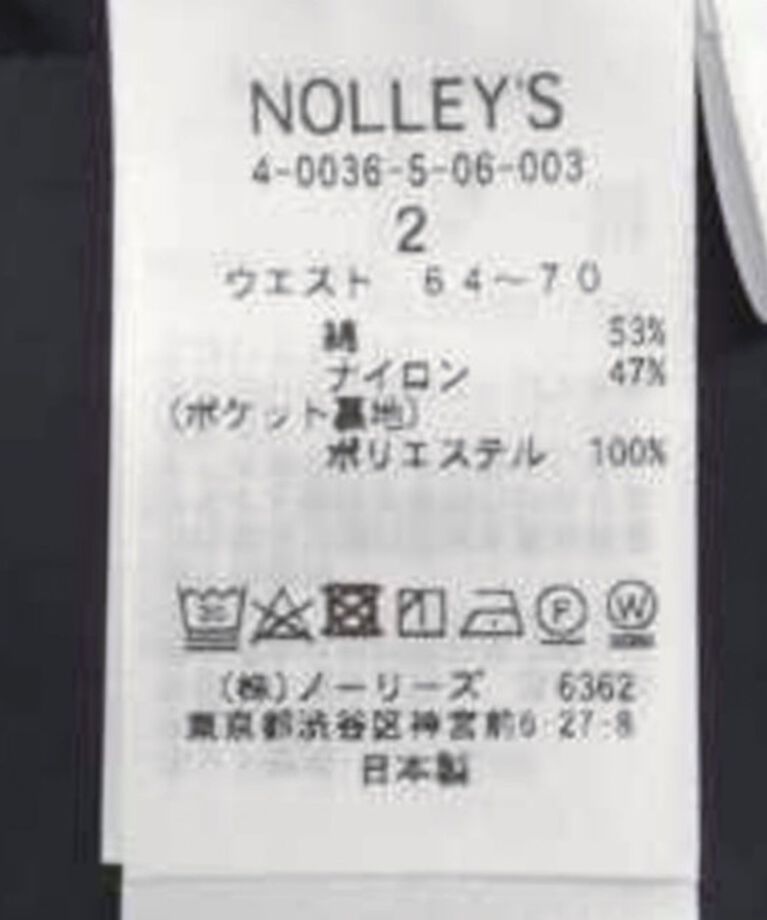 NOLLEY'S
4-0036-5-06-003
2
ウエスト 64～70
綿 53%
ナイロン 47%
(ポケット裏地)
ポリエステル 100%
P W
(株)ノーリーズ 6362
東京都渋谷区神宮前6-27-8
日本製